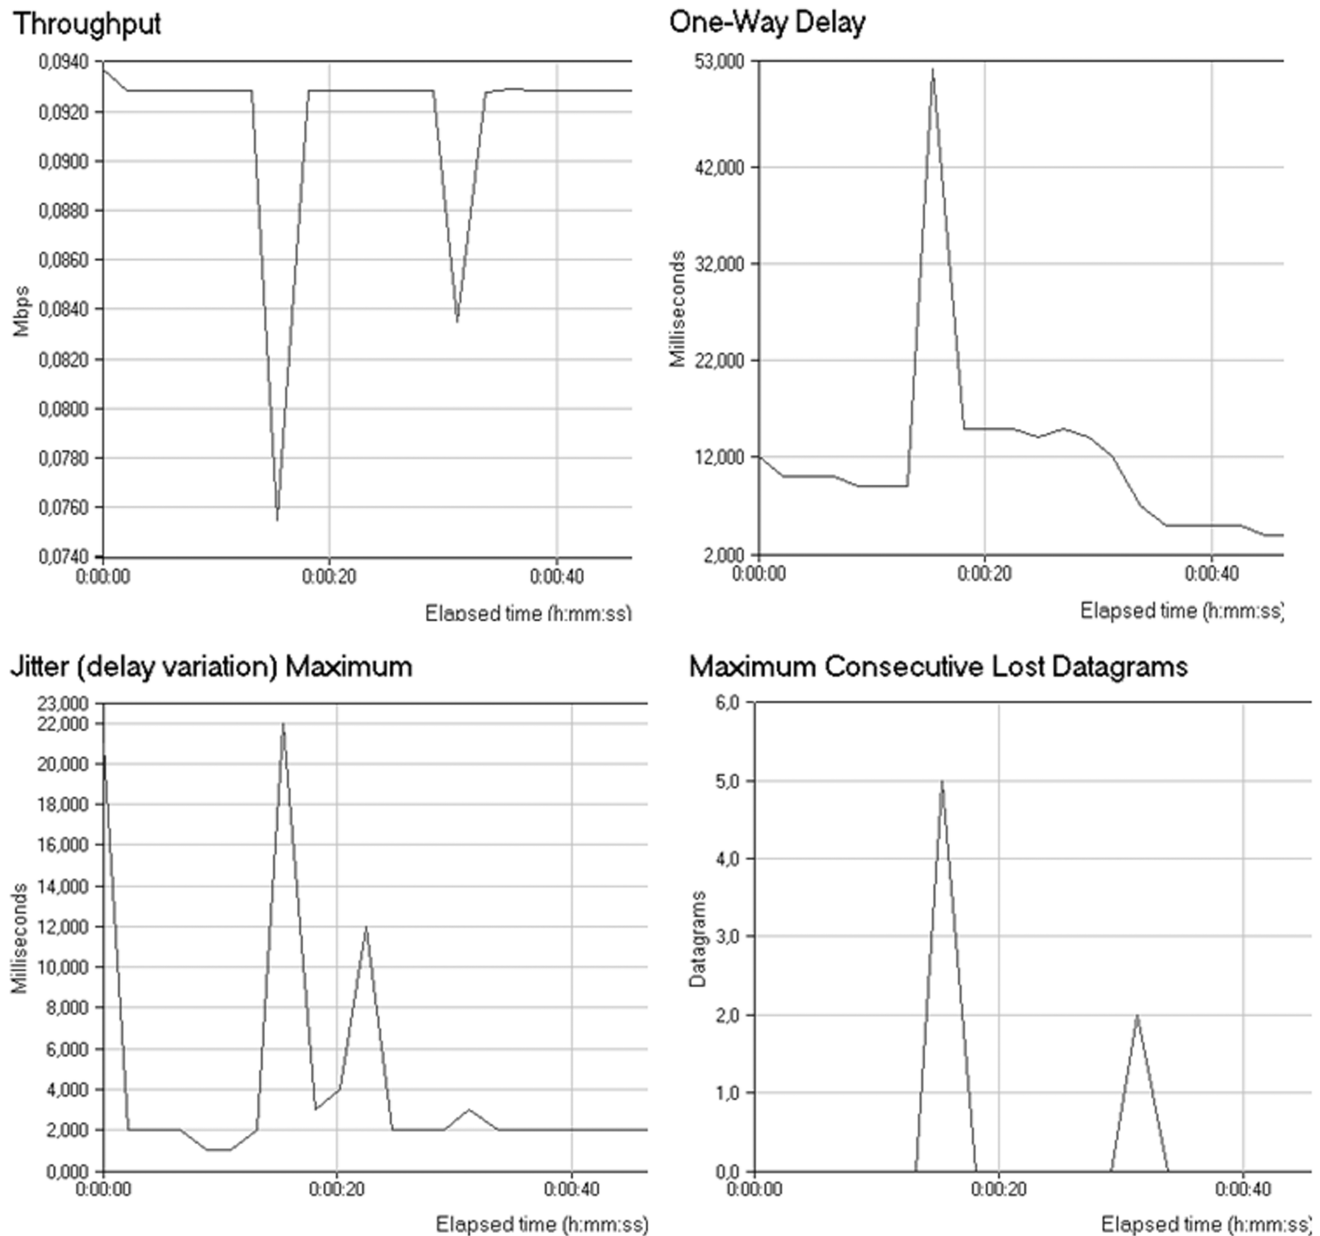 Throughput
0,0940
0,0920
0,0900
0,0880
0,0860
0,0840
0,0820
0,0800
0,0780
0,0760
0,0740
Mbps
0:00:00 0:00:20 0:00:40
Elapsed time (h:mm:ss)
One-Way Delay
53,000
42,000
32,000
22,000
12,000
2,000
Milliseconds
0:00:00 0:00:20 0:00:40
Elapsed time (h:mm:ss)
Jitter (delay variation) Maximum
23,000
22,000
20,000
18,000
16,000
14,000
12,000
10,000
8,000
6,000
4,000
2,000
0,000
Milliseconds
0:00:00 0:00:20 0:00:40
Elapsed time (h:mm:ss)
Maximum Consecutive Lost Datagrams
6,0
5,0
4,0
3,0
2,0
1,0
0,0
Datagrams
0:00:00 0:00:20 0:00:40
Elapsed time (h:mm:ss)